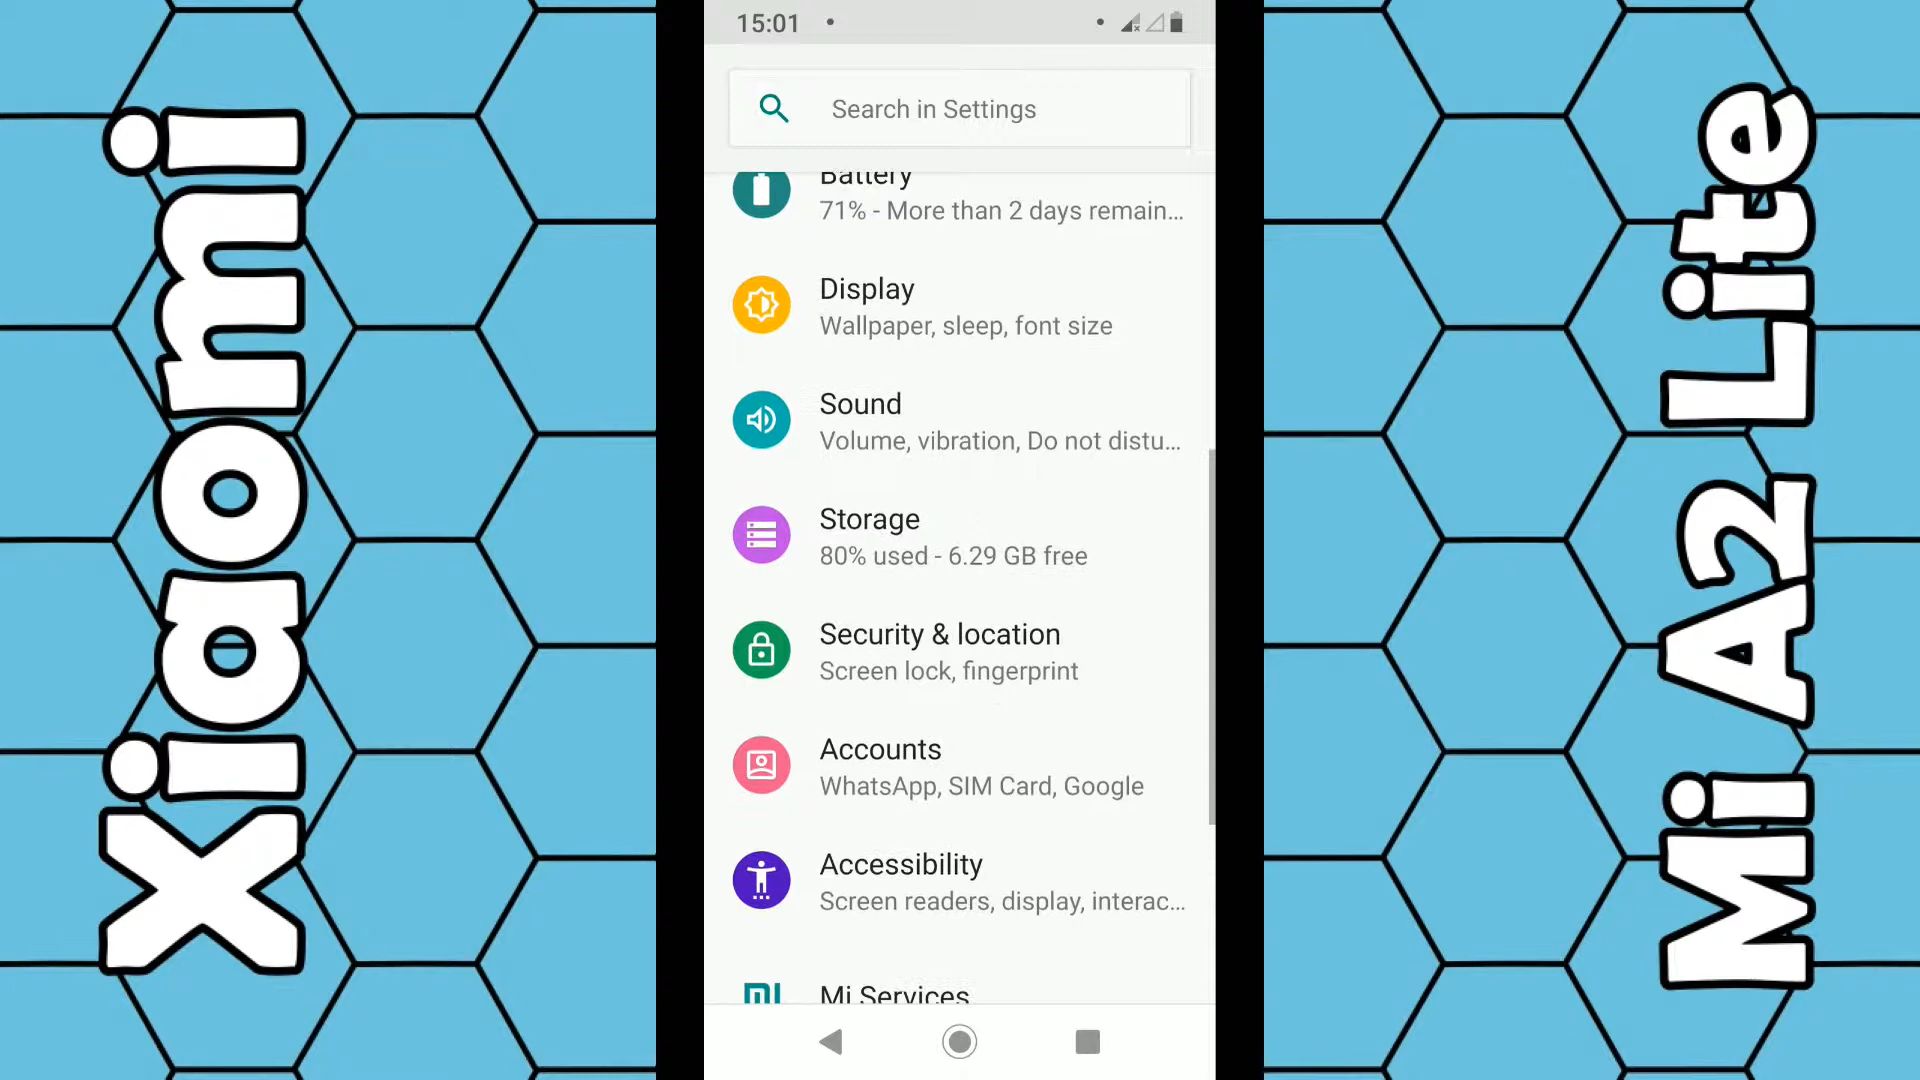 Xiaomi
15:01
Search in Settings
Battery
71% - More than 2 days remain...
Display
Wallpaper, sleep, font size
Sound
Volume, vibration, Do not distu...
Storage
80% used - 6.29 GB free
Security & location
Screen lock, fingerprint
Accounts
WhatsApp, SIM Card, Google
Accessibility
Screen readers, display, interac...
Mi Services
Mi A2 Lite